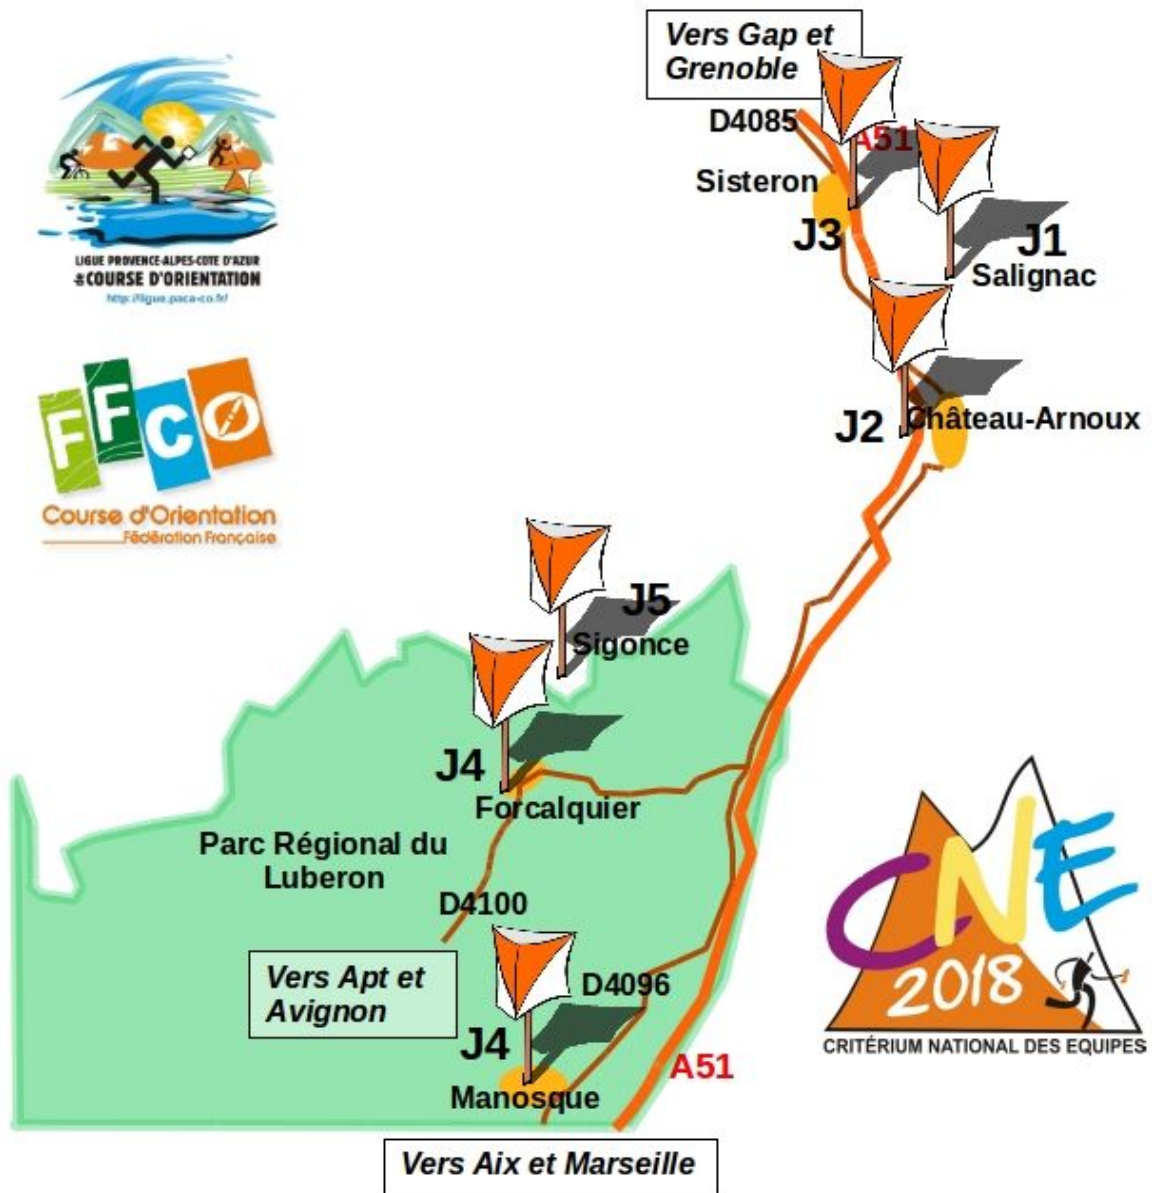 Vers Gap et
Grenoble
D4085
A51
Sisteron
J3
J1
Salignac
LIGUE PROVENCE-ALPES-COTE D'AZUR
de COURSE D'ORIENTATION
http://ligue.paca-co.fr/
FFCO
Course d'Orientation
Fédération Française
J2
Château-Arnoux
J5
Sigonce
J4
Forcalquier
Parc Régional du
Luberon
D4100
Vers Apt et
Avignon
D4096
J4
Manosque
A51
CNE
2018
CRITÉRIUM NATIONAL DES EQUIPES
Vers Aix et Marseille